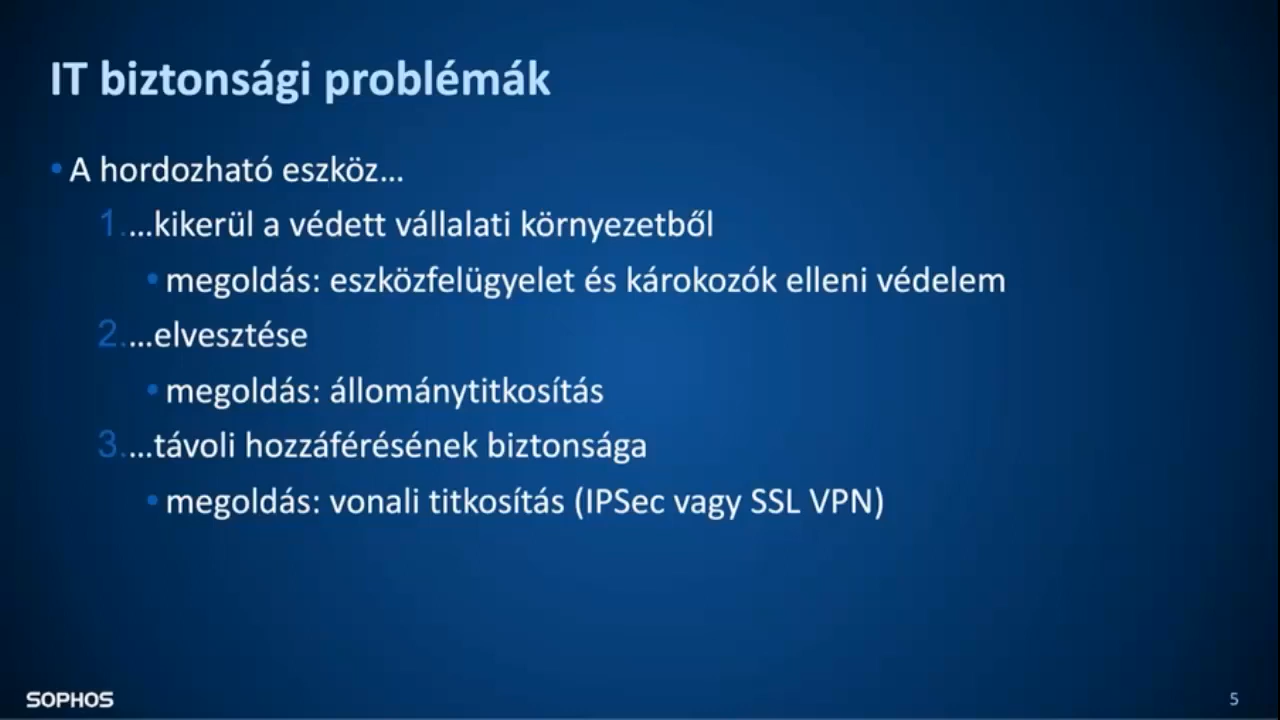 IT biztonsági problémák
• A hordozható eszköz…
1. …kikerül a védett vállalati környezetből
• megoldás: eszközfelügyelet és károkozók elleni védelem
2. …elvesztése
• megoldás: állománytitkosítás
3. …távoli hozzáférésének biztonsága
• megoldás: vonali titkosítás (IPSec vagy SSL VPN)
SOPHOS
5